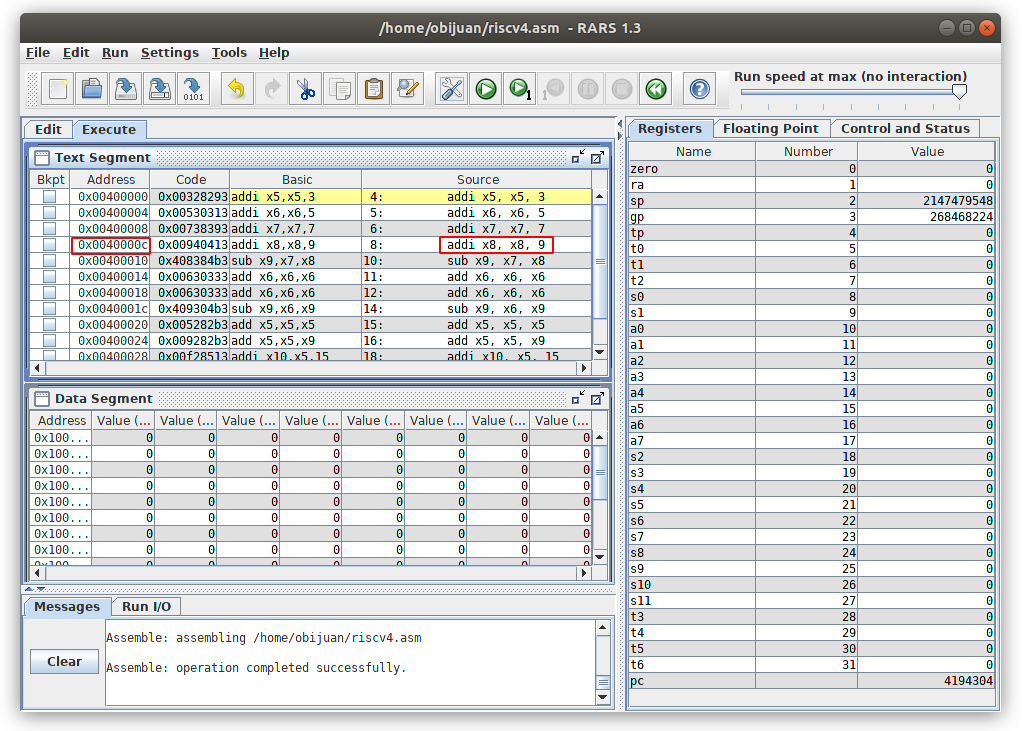 /home/obijuan/riscv4.asm - RARS 1.3
File Edit Run Settings Tools Help
Run speed at max (no interaction)
Edit Execute
Text Segment
Bkpt Address Code Basic Source
0x00400000 0x00328293 addi x5,x5,3 4: addi x5, x5, 3
0x00400004 0x00530313 addi x6,x6,5 5: addi x6, x6, 5
0x00400008 0x00738393 addi x7,x7,7 6: addi x7, x7, 7
0x0040000c 0x00940413 addi x8,x8,9 8: addi x8, x8, 9
0x00400010 0x408384b3 sub x9,x7,x8 10: sub x9, x7, x8
0x00400014 0x00630333 add x6,x6,x6 11: add x6, x6, x6
0x00400018 0x00630333 add x6,x6,x6 12: add x6, x6, x6
0x0040001c 0x409304b3 sub x9,x6,x9 14: sub x9, x6, x9
0x00400020 0x005282b3 add x5,x5,x5 15: add x5, x5, x5
0x00400024 0x009282b3 add x5,x5,x9 16: add x5, x5, x9
0x00400028 0x00f28513 addi x10,x5,15 18: addi x10, x5, 15
Data Segment
Address Value (... Value (... Value (... Value (... Value (... Value (... Value (... Value (...
0x100... 0 0 0 0 0 0 0 0
0x100... 0 0 0 0 0 0 0 0
0x100... 0 0 0 0 0 0 0 0
0x100... 0 0 0 0 0 0 0 0
0x100... 0 0 0 0 0 0 0 0
0x100... 0 0 0 0 0 0 0 0
0x100... 0 0 0 0 0 0 0 0
0x100... 0 0 0 0 0 0 0 0
0x100... 0 0 0 0 0 0 0 0
Messages Run I/O
Clear
Assemble: assembling /home/obijuan/riscv4.asm
Assemble: operation completed successfully.
Registers Floating Point Control and Status
Name Number Value
zero 0 0
ra 1 0
sp 2 2147479548
gp 3 268468224
tp 4 0
t0 5 0
t1 6 0
t2 7 0
s0 8 0
s1 9 0
a0 10 0
a1 11 0
a2 12 0
a3 13 0
a4 14 0
a5 15 0
a6 16 0
a7 17 0
s2 18 0
s3 19 0
s4 20 0
s5 21 0
s6 22 0
s7 23 0
s8 24 0
s9 25 0
s10 26 0
s11 27 0
t3 28 0
t4 29 0
t5 30 0
t6 31 0
pc 4194304